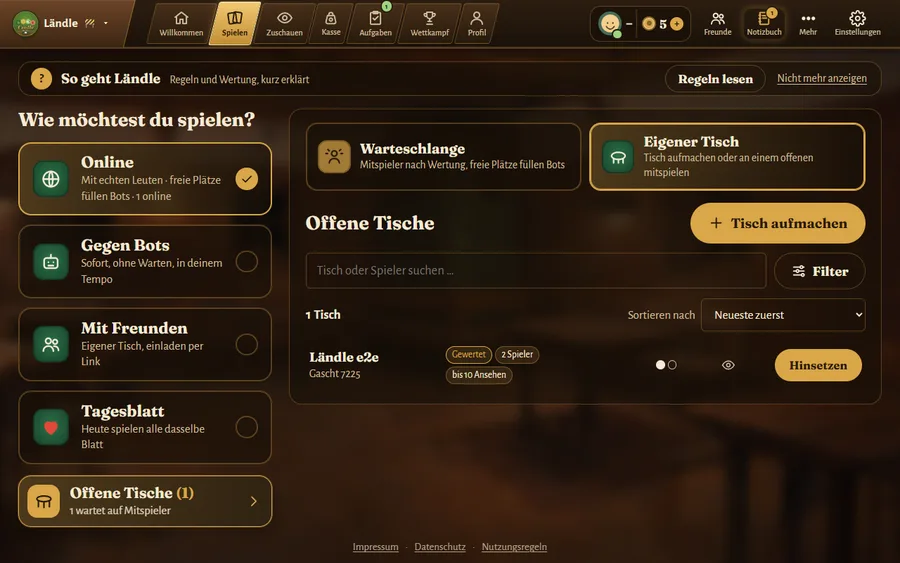 Ländle
Willkommen
Spielen
Zuschauen
Kasse
1
Aufgaben
Wettkampf
Profil
–
5
+
Freunde
1
Notizbuch
Mehr
Einstellungen
?
So geht Ländle
Regeln und Wertung, kurz erklärt
Regeln lesen
Nicht mehr anzeigen
Wie möchtest du spielen?
Online
Mit echten Leuten · freie Plätze
füllen Bots · 1 online
Gegen Bots
Sofort, ohne Warten, in deinem
Tempo
Mit Freunden
Eigener Tisch, einladen per
Link
Tagesblatt
Heute spielen alle dasselbe
Blatt
Offene Tische (1)
1 wartet auf Mitspieler
Warteschlange
Mitspieler nach Wertung, freie Plätze füllen Bots
Eigener Tisch
Tisch aufmachen oder an einem offenen
mitspielen
Offene Tische
+ Tisch aufmachen
Tisch oder Spieler suchen …
Filter
1 Tisch
Sortieren nach
Neueste zuerst
Ländle e2e
Gascht 7225
Gewertet
2 Spieler
bis 10 Ansehen
Hinsetzen
Impressum · Datenschutz · Nutzungsregeln